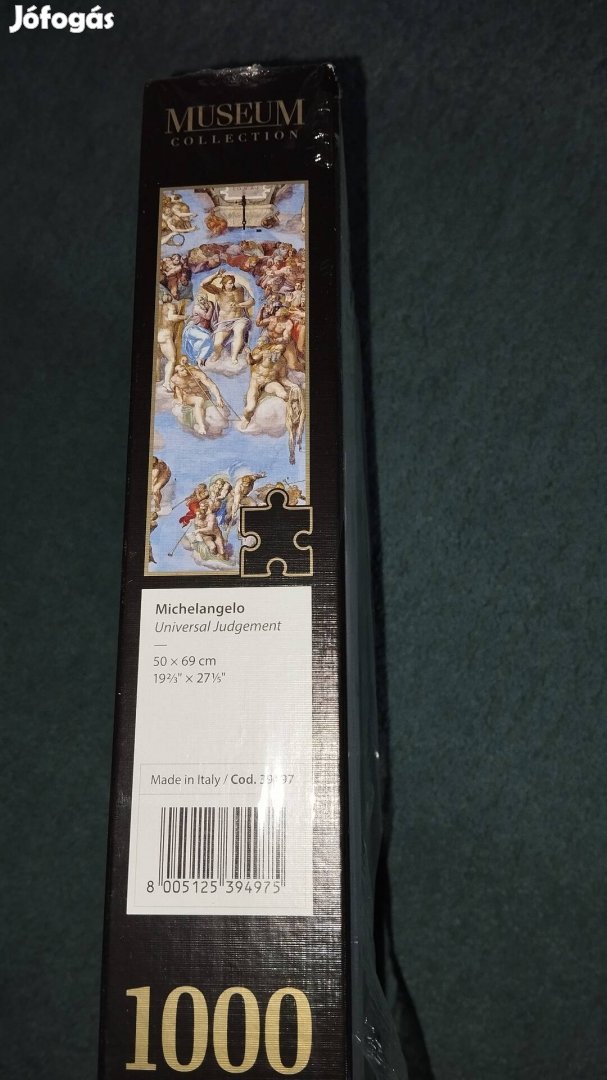 Jófogás
MUSEUM
COLLECTION
Michelangelo
Universal Judgement
50 × 69 cm
19⅔" × 27⅕"
Made in Italy / Cod. 39497
8 005125 394975
1000